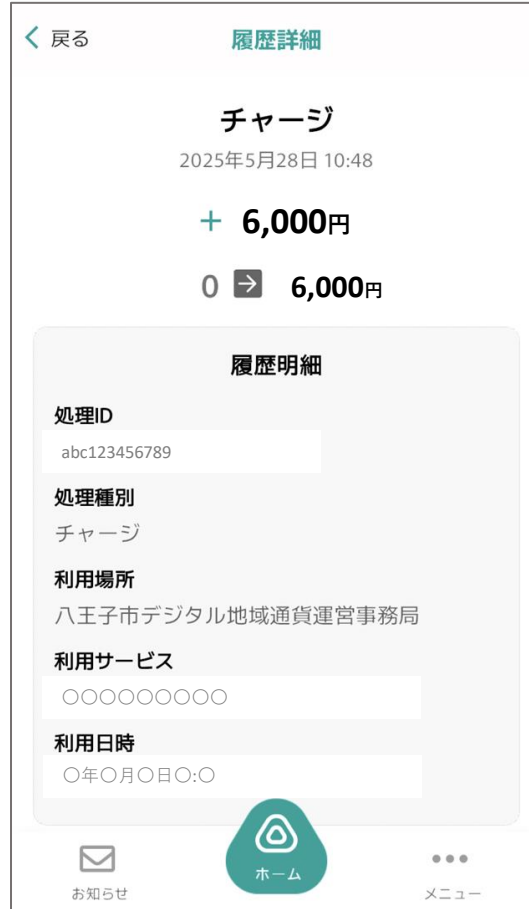 戻る
履歴詳細
チャージ
2025年5月28日 10:48
+ 6,000円
0 → 6,000円
履歴明細
処理ID
abc123456789
処理種別
チャージ
利用場所
八王子市デジタル地域通貨運営事務局
利用サービス
○○○○○○○○○
利用日時
○年○月○日○:○
お知らせ
ホーム
メニュー